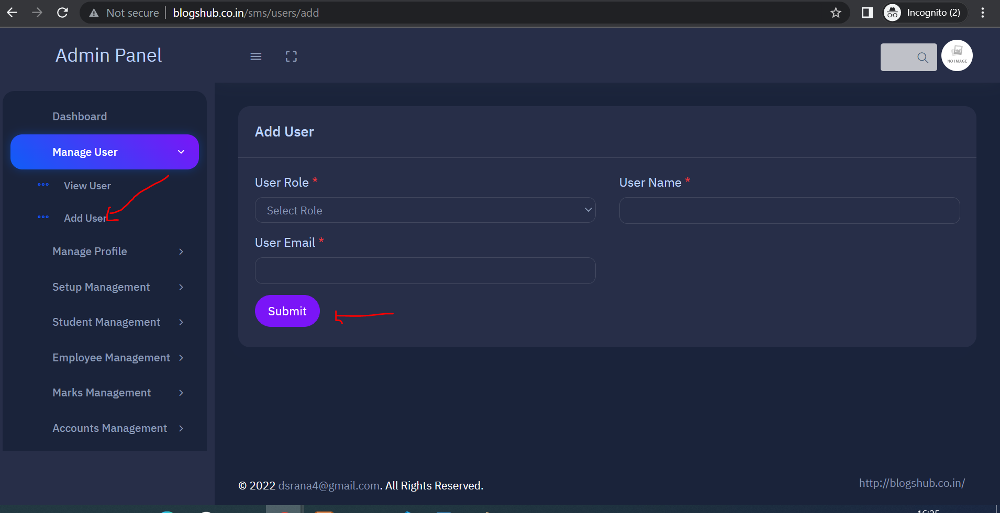 Not secure | blogshub.co.in/sms/users/add
Incognito (2)
Admin Panel
NO IMAGE
Dashboard
Manage User
View User
Add User
Manage Profile
Setup Management
Student Management
Employee Management
Marks Management
Accounts Management
Add User
User Role *
User Name *
Select Role
User Email *
Submit
© 2022 dsrana4@gmail.com. All Rights Reserved.
http://blogshub.co.in/